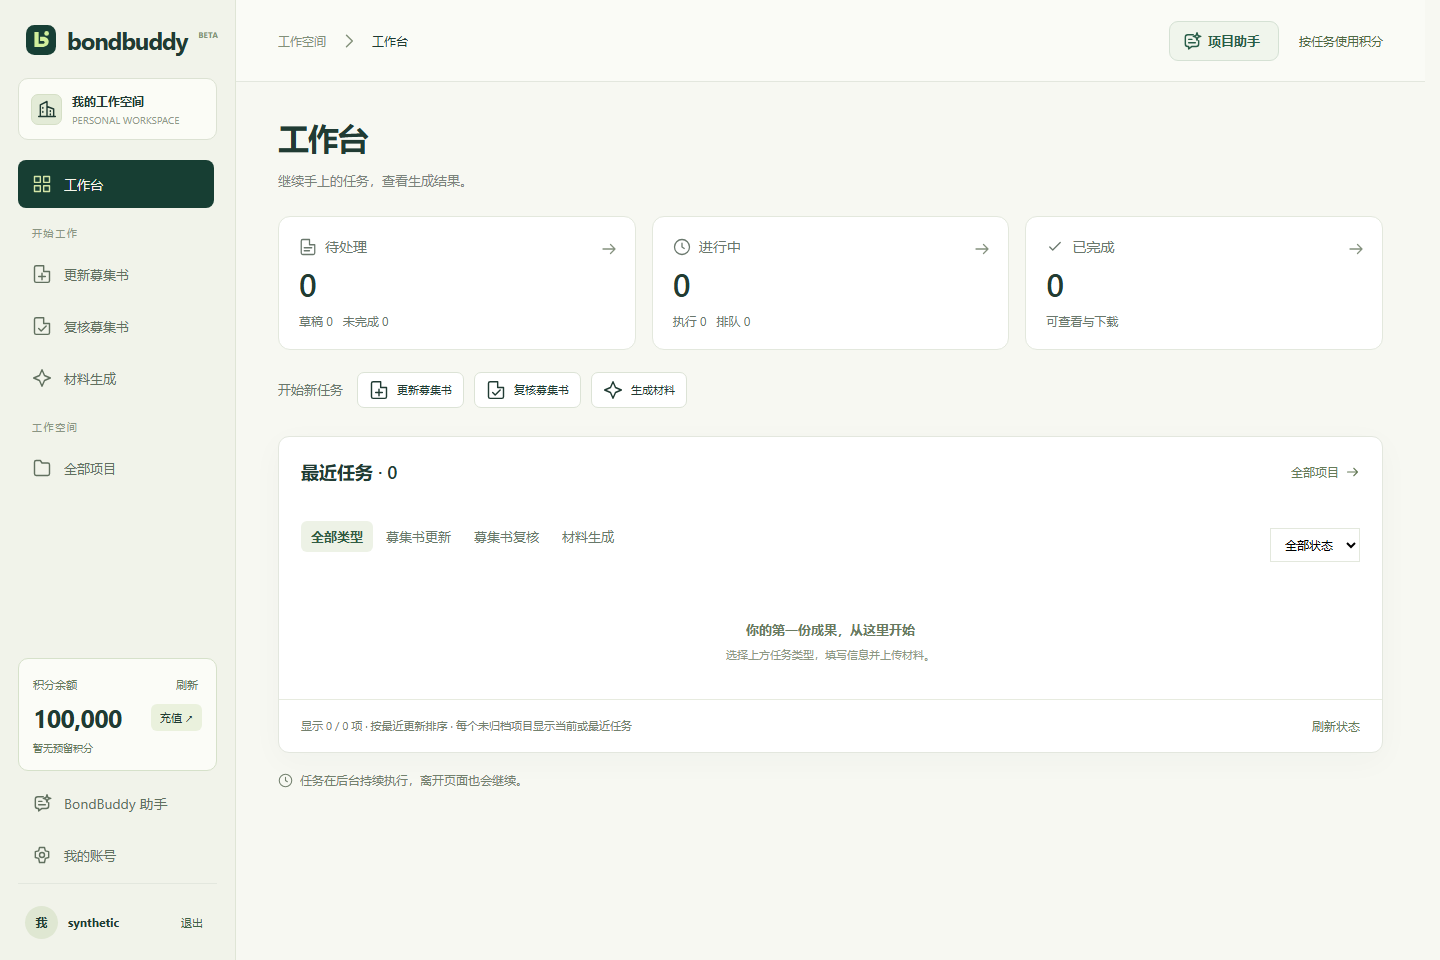 bondbuddy BETA
我的工作空间
PERSONAL WORKSPACE
工作台
开始工作
更新募集书
复核募集书
材料生成
工作空间
全部项目
积分余额 刷新
100,000 充值 ↗
暂无预留积分
BondBuddy 助手
我的账号
我 synthetic 退出
工作空间 工作台
项目助手 按任务使用积分
工作台
继续手上的任务，查看生成结果。
待处理
0
草稿 0 未完成 0
进行中
0
执行 0 排队 0
已完成
0
可查看与下载
开始新任务 更新募集书 复核募集书 生成材料
最近任务 · 0 全部项目
全部类型 募集书更新 募集书复核 材料生成 全部状态
你的第一份成果，从这里开始
选择上方任务类型，填写信息并上传材料。
显示 0 / 0 项 · 按最近更新排序 · 每个未归档项目显示当前或最近任务 刷新状态
任务在后台持续执行，离开页面也会继续。